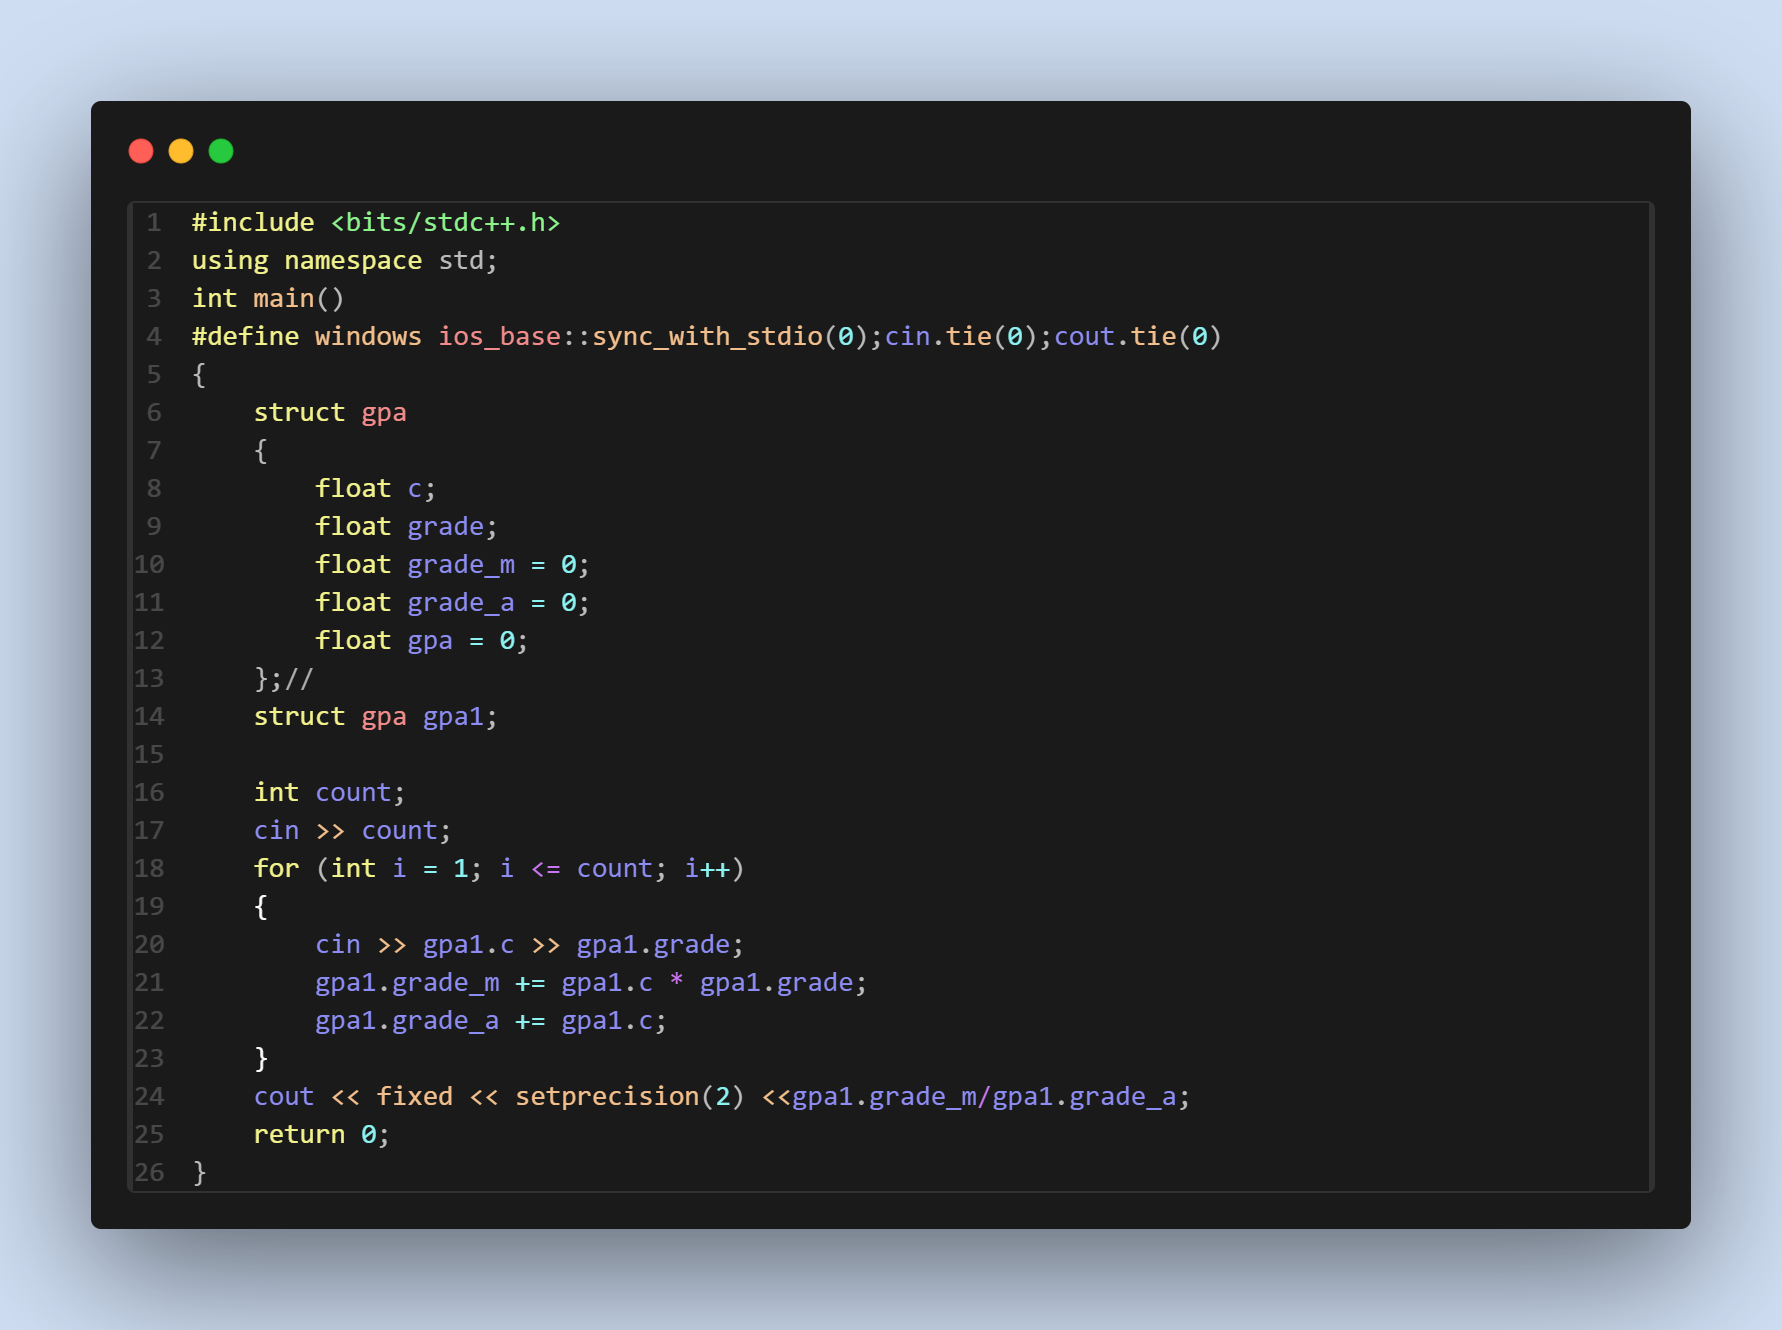 1 #include <bits/stdc++.h>
2 using namespace std;
3 int main()
4 #define windows ios_base::sync_with_stdio(0);cin.tie(0);cout.tie(0)
5 {
6     struct gpa
7     {
8         float c;
9         float grade;
10         float grade_m = 0;
11         float grade_a = 0;
12         float gpa = 0;
13     };//
14     struct gpa gpa1;
15
16     int count;
17     cin >> count;
18     for (int i = 1; i <= count; i++)
19     {
20         cin >> gpa1.c >> gpa1.grade;
21         gpa1.grade_m += gpa1.c * gpa1.grade;
22         gpa1.grade_a += gpa1.c;
23     }
24     cout << fixed << setprecision(2) <<gpa1.grade_m/gpa1.grade_a;
25     return 0;
26 }